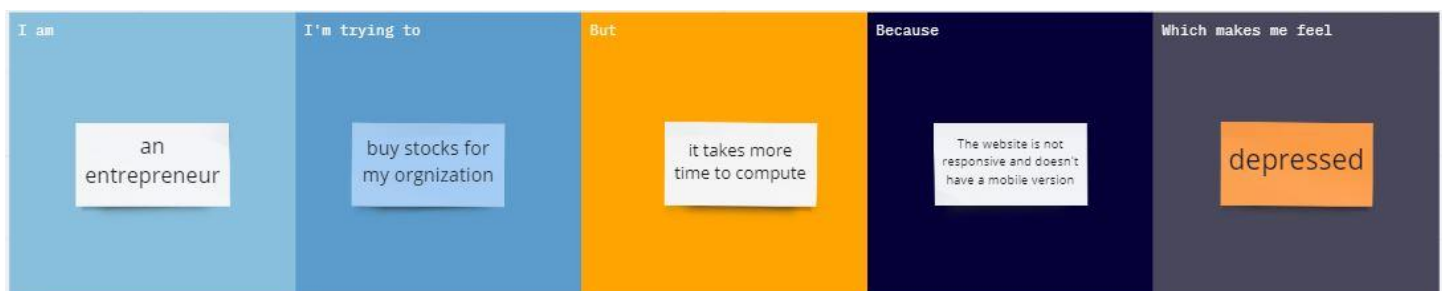 I am
an
entrepreneur
I'm trying to
buy stocks for
my orgnization
But
it takes more
time to compute
Because
The website is not
responsive and doesn't
have a mobile version
Which makes me feel
depressed